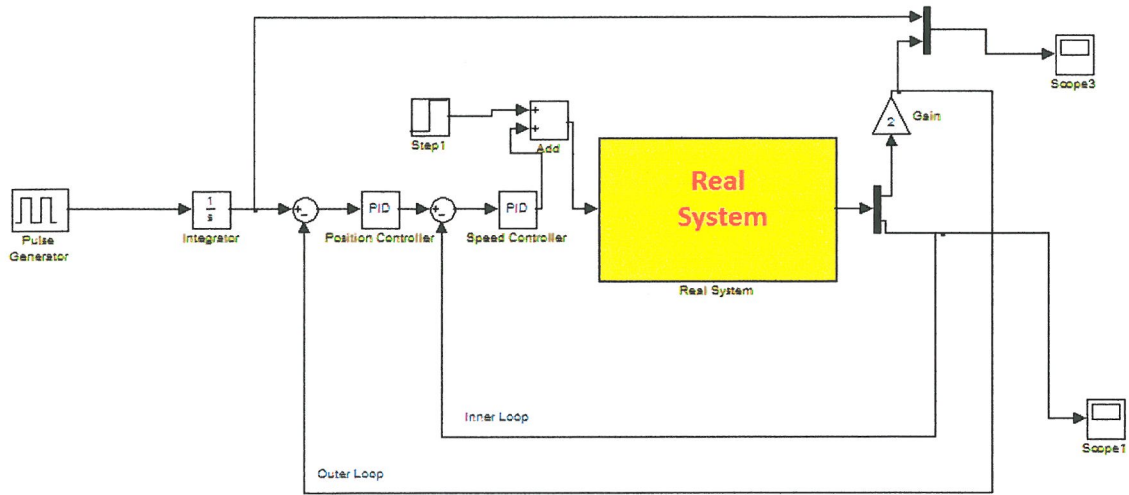 Scope3
Gain
2
Step1
+
+
Add
Real
System
Pulse
Generator
1
s
Integrator
+
−
PID
Position Controller
+
−
PID
Speed Controller
Real System
Inner Loop
Scope1
Outer Loop